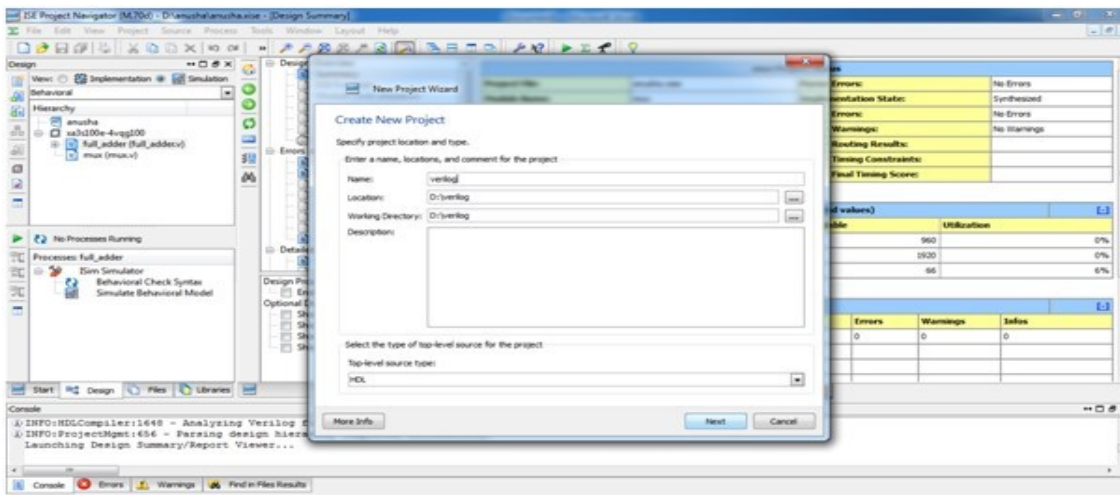 ISE Project Navigator (M.70d) - D:\anusha\anusha.xise - [Design Summary]
File Edit View Project Source Process Tools Window Layout Help
Design
View: Implementation Simulation
Behavioral
Hierarchy
anusha
xa3s100e-4vqg100
full_adder (full_adder.v)
mux (mux.v)
No Processes Running
Processes: full_adder
ISim Simulator
Behavioral Check Syntax
Simulate Behavioral Model
Start Design Files Libraries
New Project Wizard
Create New Project
Specify project location and type.
Enter a name, locations, and comment for the project
Name: verilog
Location: D:\verilog
Working Directory: D:\verilog
Description:
Select the type of top-level source for the project
Top-level source type:
HDL
More Info Next Cancel
Errors: No Errors
Synthesized
Errors: No Errors
Warnings: No Warnings
Routing Results:
Timing Constraints:
Final Timing Score:
Utilization
960 0%
1920 0%
66 6%
Errors Warnings Infos
0 0 0
Console
INFO:HDLCompiler:1648 - Analyzing Verilog
INFO:ProjectMgmt:656 - Parsing design
Launching Design Summary/Report Viewer...
Console Errors Warnings Find in Files Results